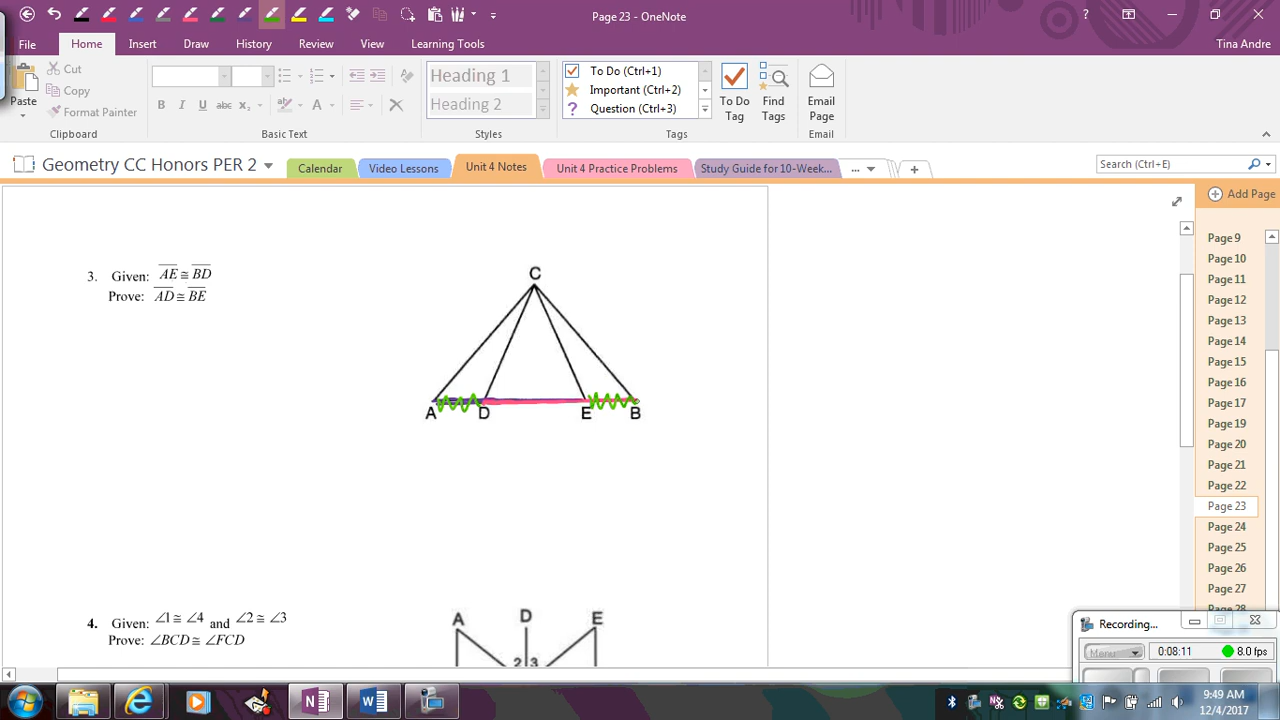 Page 23 - OneNote
?
File
Home
Insert
Draw
History
Review
View
Learning Tools
Tina Andre
Paste
Cut
Copy
Format Painter
Clipboard
B I U abc x₂ A
Basic Text
Heading 1
Heading 2
Styles
To Do (Ctrl+1)
Important (Ctrl+2)
? Question (Ctrl+3)
Tags
To Do Tag
Find Tags
Email Page
Email
Geometry CC Honors PER 2
Calendar
Video Lessons
Unit 4 Notes
Unit 4 Practice Problems
Study Guide for 10-Week...
...
Search (Ctrl+E)
Add Page
Page 9
Page 10
Page 11
Page 12
Page 13
Page 14
Page 15
Page 16
Page 17
Page 19
Page 20
Page 21
Page 22
Page 23
Page 24
Page 25
Page 26
Page 27
Page 28
3. Given: AE ≅ BD
Prove: AD ≅ BE
C
A D E B
4. Given: ∠1 ≅ ∠4 and ∠2 ≅ ∠3
Prove: ∠BCD ≅ ∠FCD
A D E
2 3
Recording...
Menu
0:08:11
8.0 fps
9:49 AM
12/4/2017